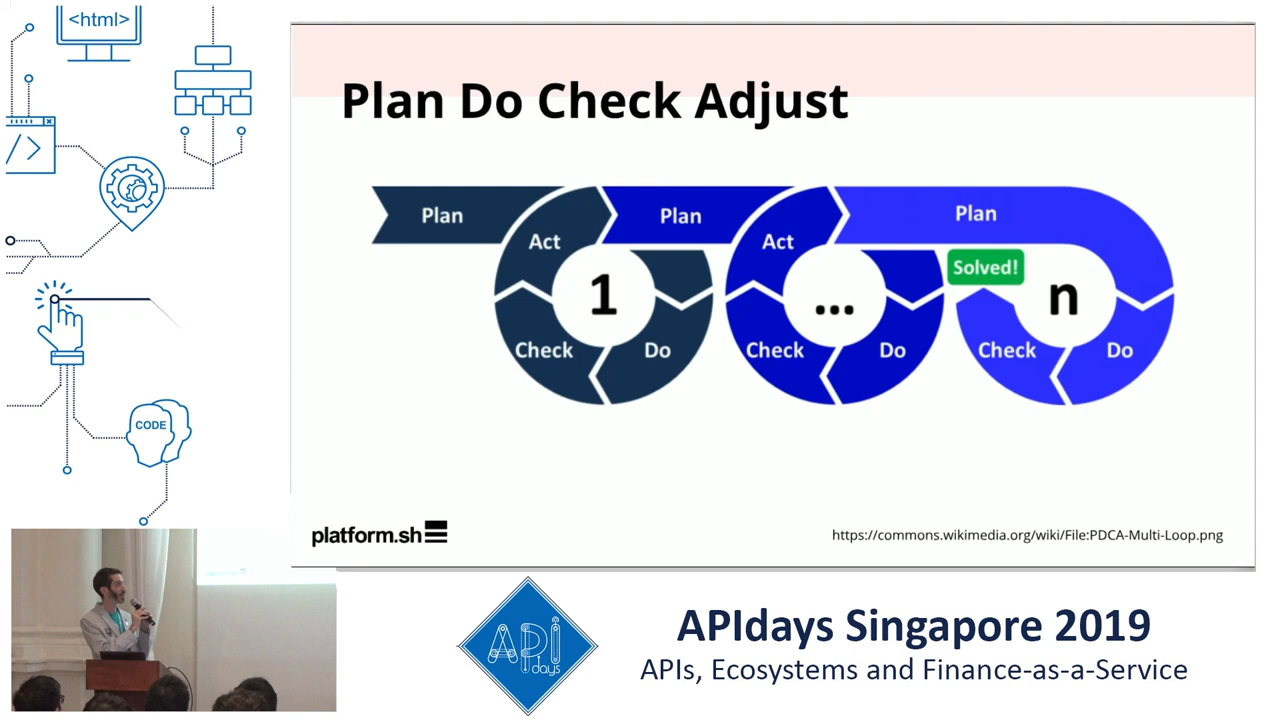 <html>
Plan Do Check Adjust
Plan
Plan
Plan
Act
Act
Solved!
1
...
n
Check
Do
Check
Do
Check
Do
CODE
platform.sh
https://commons.wikimedia.org/wiki/File:PDCA-Multi-Loop.png
API
days
APIdays Singapore 2019
APIs, Ecosystems and Finance-as-a-Service